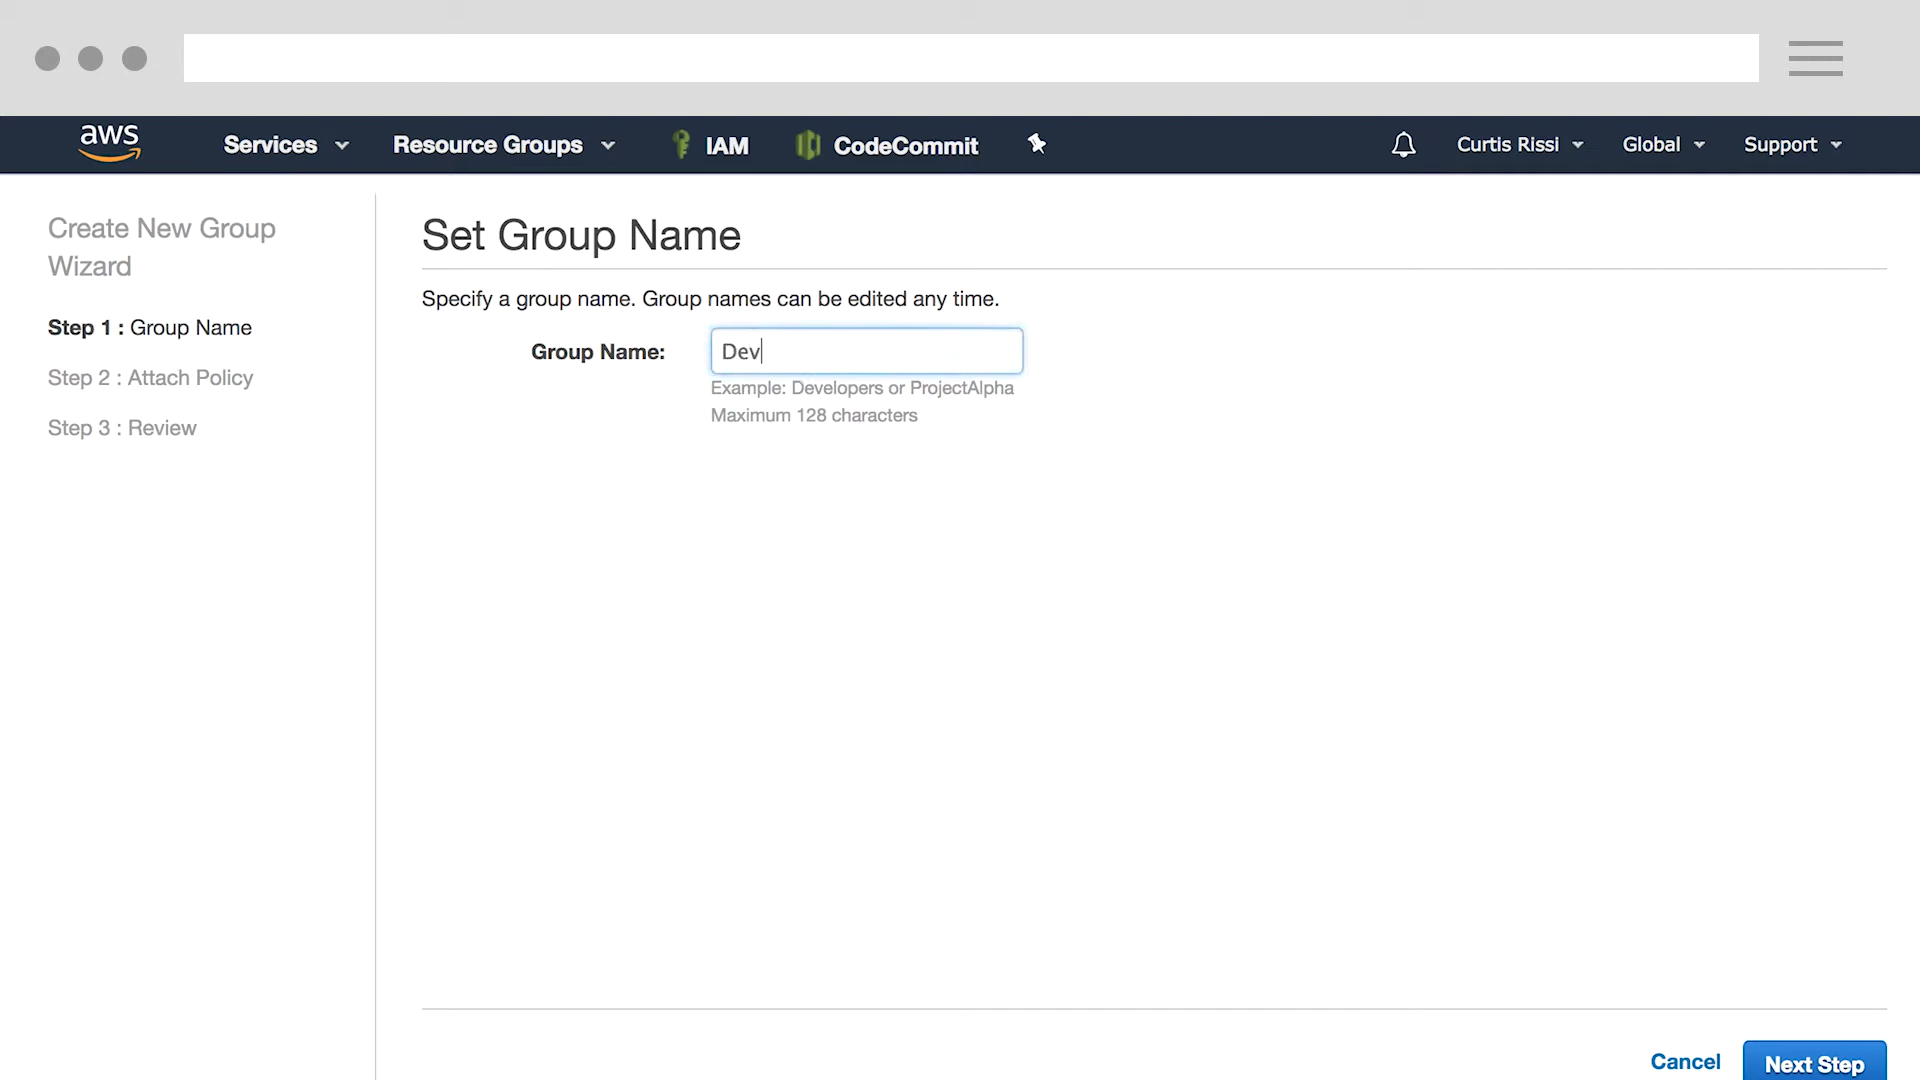 aws Services Resource Groups IAM CodeCommit Curtis Rissi Global Support
Create New Group
Wizard
Step 1 : Group Name
Step 2 : Attach Policy
Step 3 : Review
Set Group Name
Specify a group name. Group names can be edited any time.
Group Name: Dev
Example: Developers or ProjectAlpha
Maximum 128 characters
Cancel Next Step